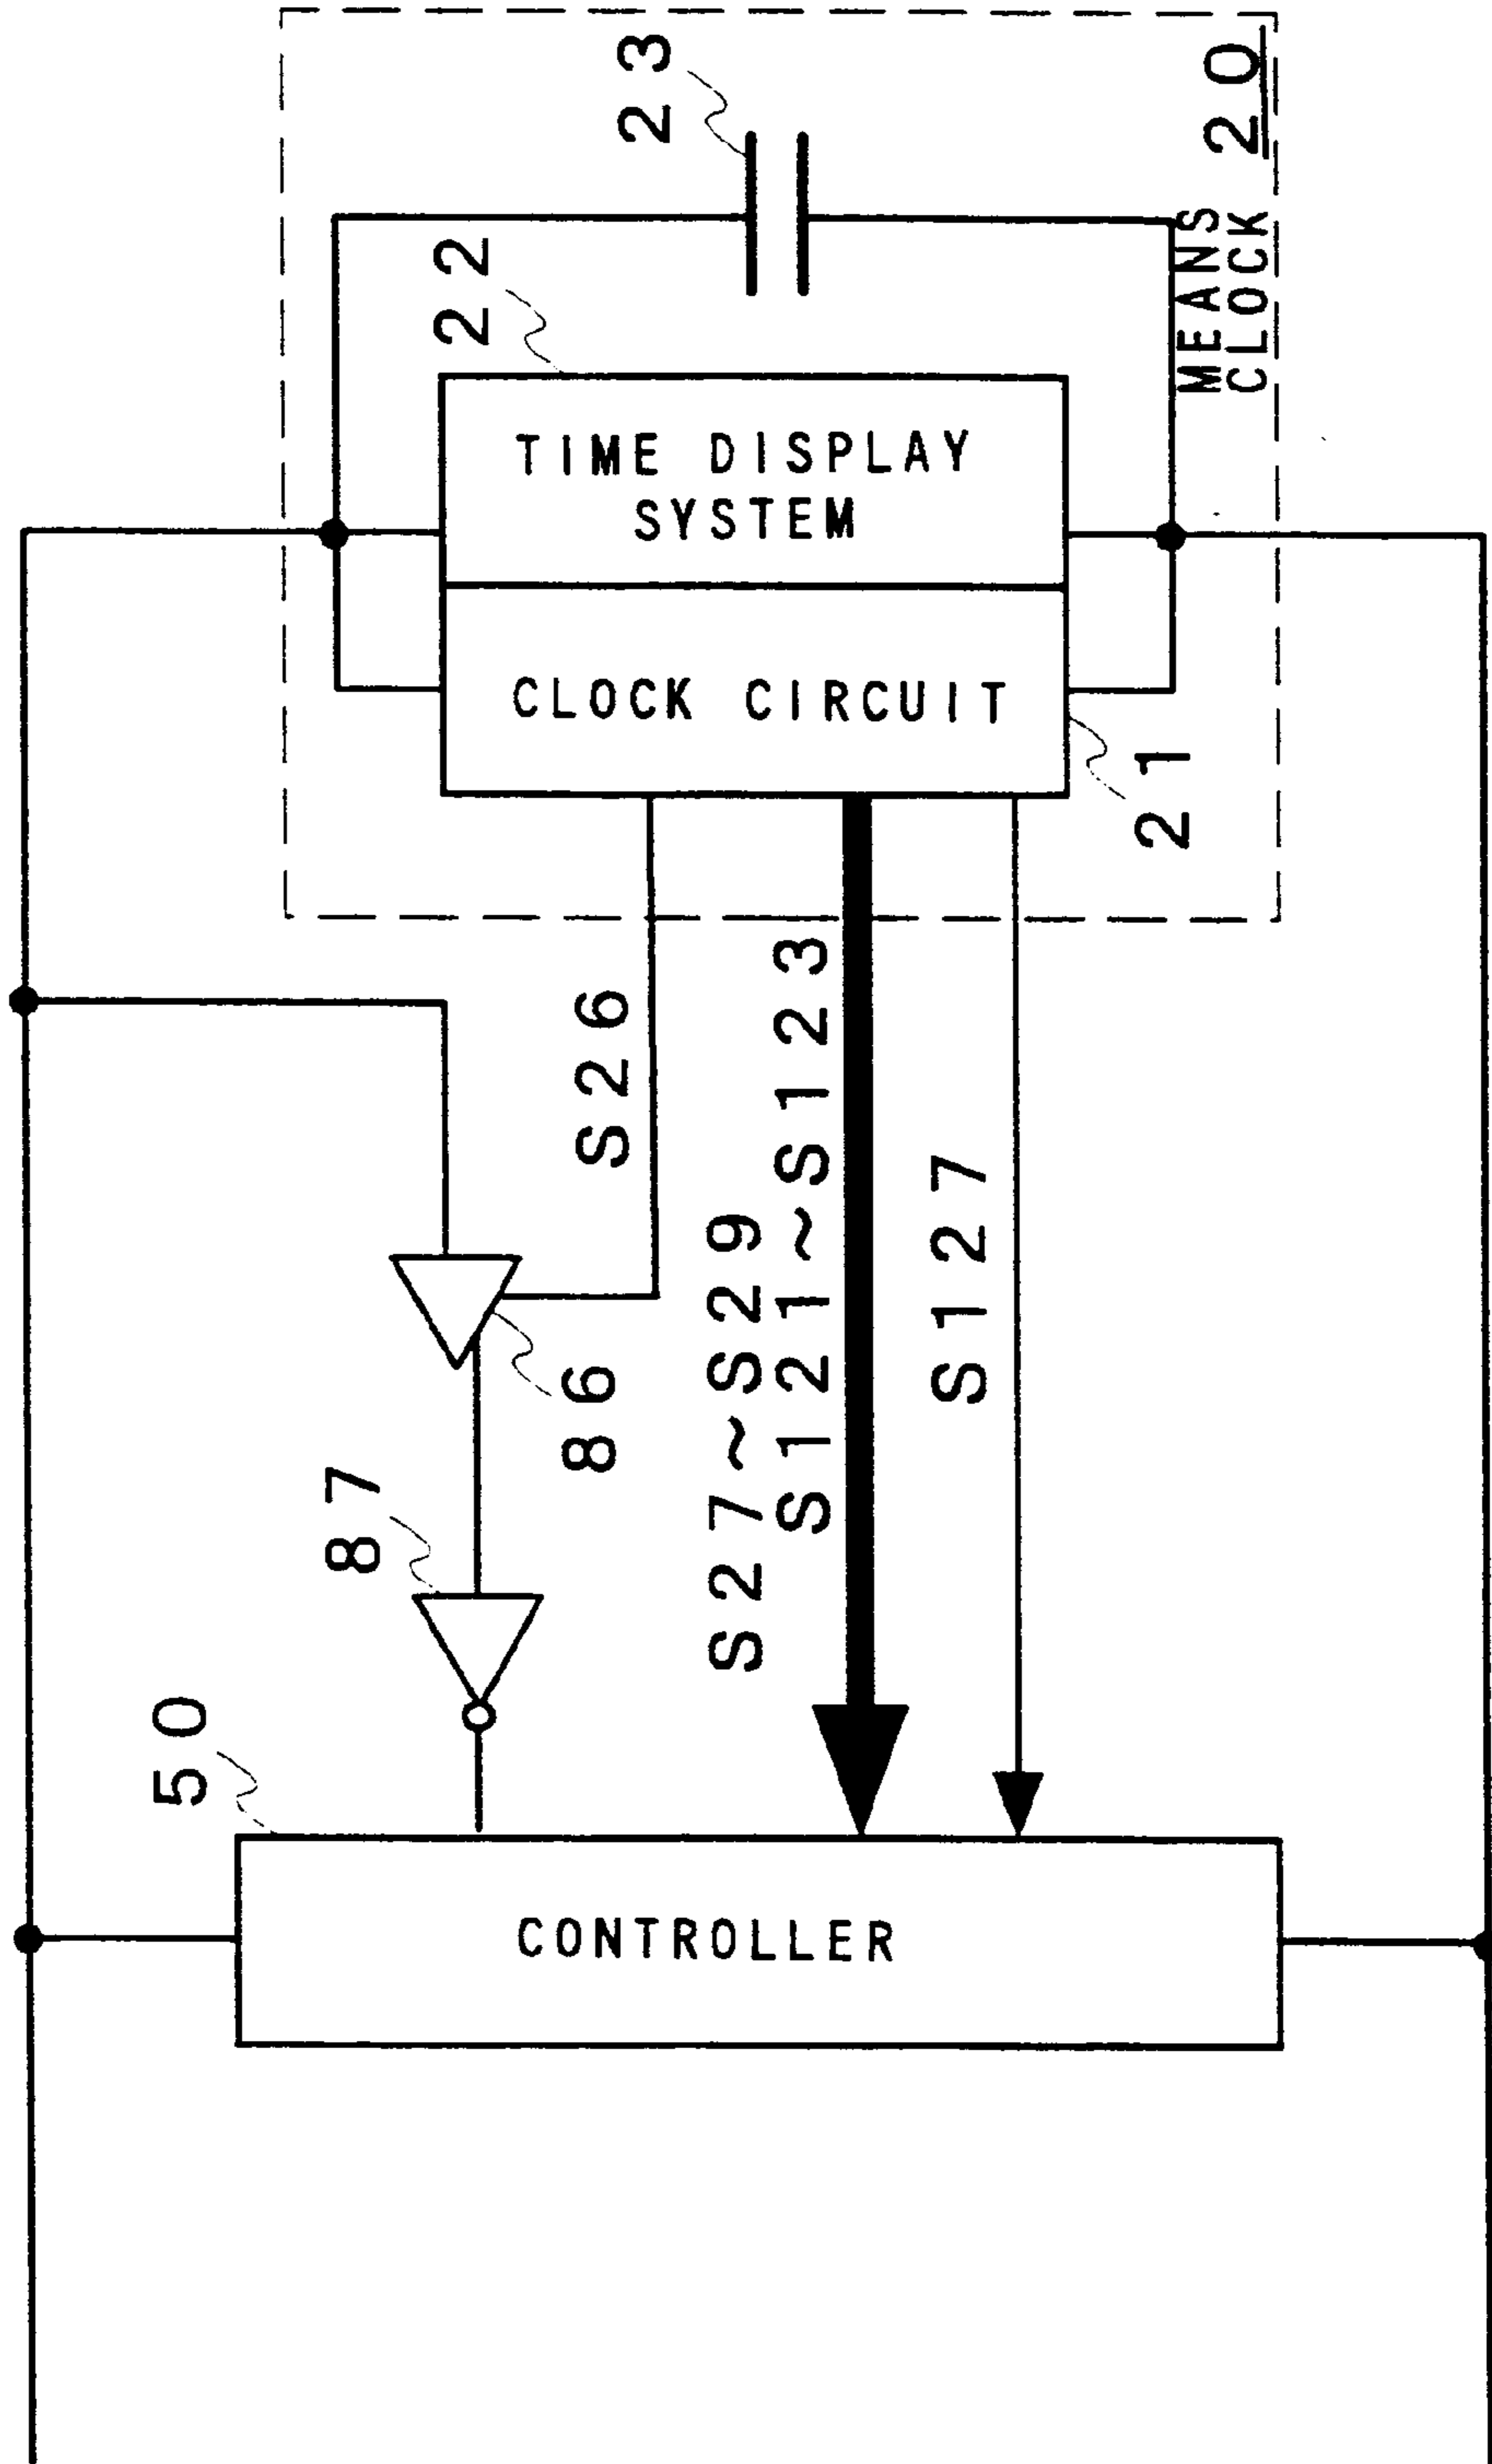 23
22
TIME DISPLAY
SYSTEM
CLOCK CIRCUIT
MEANS
CLOCK
20
21
S26
S27~S29
S121~S123
S127
86
87
50
CONTROLLER